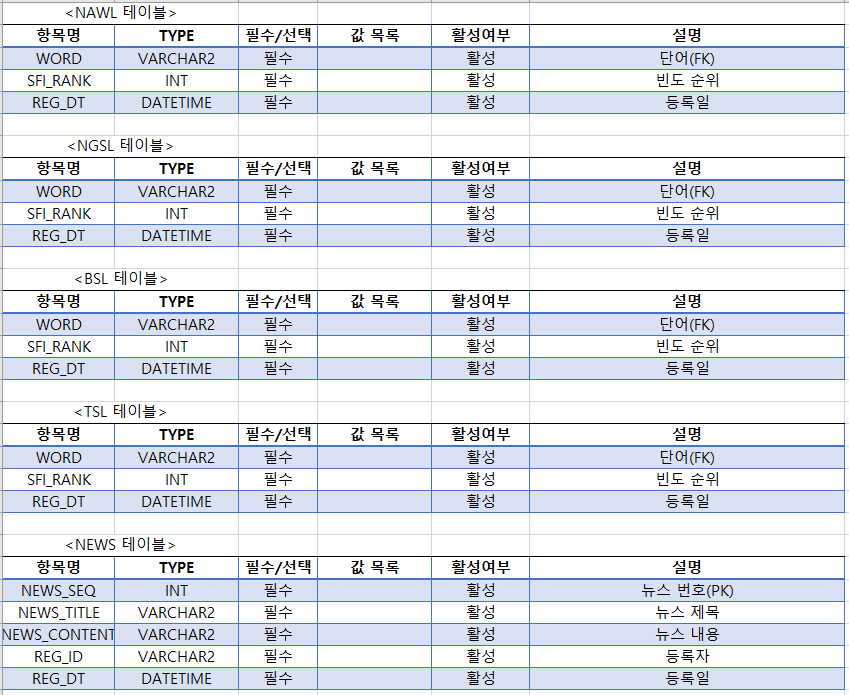 <NAWL 테이블>
항목명 TYPE 필수/선택 값 목록 활성여부 설명
WORD VARCHAR2 필수 활성 단어(FK)
SFI_RANK INT 필수 활성 빈도 순위
REG_DT DATETIME 필수 활성 등록일
<NGSL 테이블>
항목명 TYPE 필수/선택 값 목록 활성여부 설명
WORD VARCHAR2 필수 활성 단어(FK)
SFI_RANK INT 필수 활성 빈도 순위
REG_DT DATETIME 필수 활성 등록일
<BSL 테이블>
항목명 TYPE 필수/선택 값 목록 활성여부 설명
WORD VARCHAR2 필수 활성 단어(FK)
SFI_RANK INT 필수 활성 빈도 순위
REG_DT DATETIME 필수 활성 등록일
<TSL 테이블>
항목명 TYPE 필수/선택 값 목록 활성여부 설명
WORD VARCHAR2 필수 활성 단어(FK)
SFI_RANK INT 필수 활성 빈도 순위
REG_DT DATETIME 필수 활성 등록일
<NEWS 테이블>
항목명 TYPE 필수/선택 값 목록 활성여부 설명
NEWS_SEQ INT 필수 활성 뉴스 번호(PK)
NEWS_TITLE VARCHAR2 필수 활성 뉴스 제목
NEWS_CONTENT VARCHAR2 필수 활성 뉴스 내용
REG_ID VARCHAR2 필수 활성 등록자
REG_DT DATETIME 필수 활성 등록일